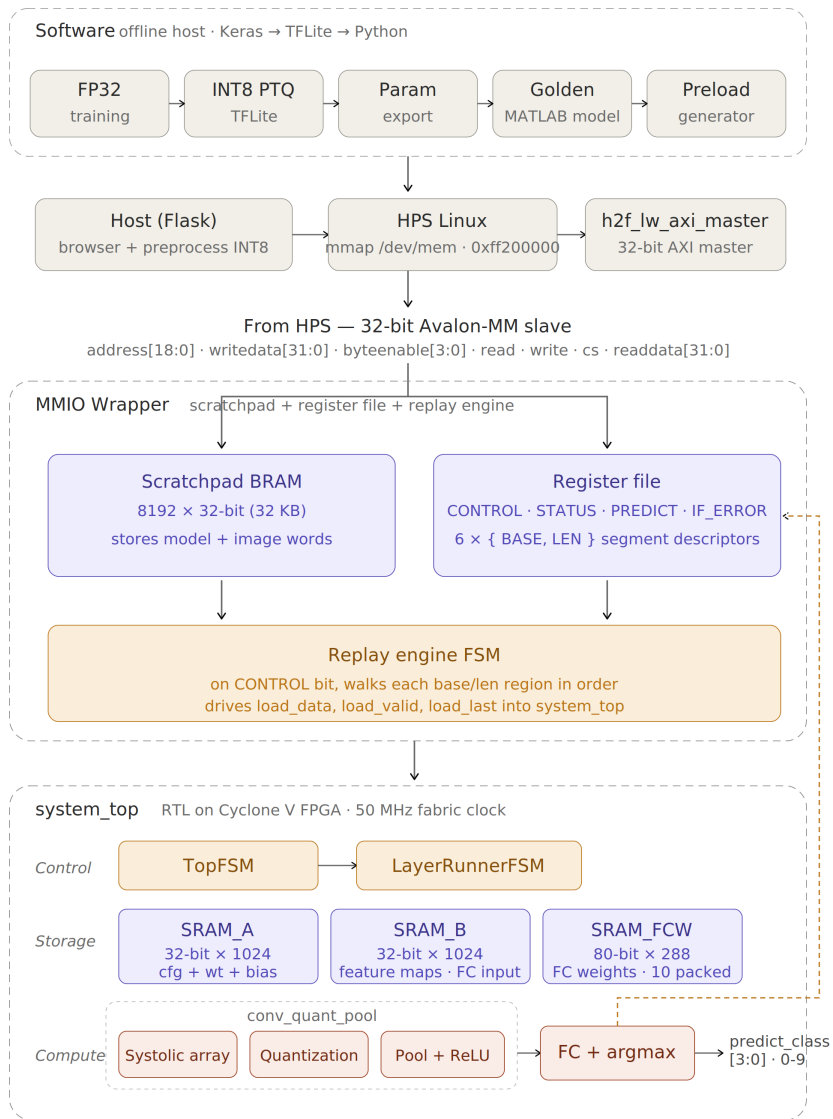 Software offline host · Keras → TFLite → Python
FP32
training
INT8 PTQ
TFLite
Param
export
Golden
MATLAB model
Preload
generator
Host (Flask)
browser + preprocess INT8
HPS Linux
mmap /dev/mem · 0xff200000
h2f_lw_axi_master
32-bit AXI master
From HPS — 32-bit Avalon-MM slave
address[18:0] · writedata[31:0] · byteenable[3:0] · read · write · cs · readdata[31:0]
MMIO Wrapper scratchpad + register file + replay engine
Scratchpad BRAM
8192 × 32-bit (32 KB)
stores model + image words
Register file
CONTROL · STATUS · PREDICT · IF_ERROR
6 × { BASE, LEN } segment descriptors
Replay engine FSM
on CONTROL bit, walks each base/len region in order
drives load_data, load_valid, load_last into system_top
system_top RTL on Cyclone V FPGA · 50 MHz fabric clock
Control
TopFSM
LayerRunnerFSM
Storage
SRAM_A
32-bit × 1024
cfg + wt + bias
SRAM_B
32-bit × 1024
feature maps · FC input
SRAM_FCW
80-bit × 288
FC weights · 10 packed
conv_quant_pool
Compute
Systolic array
Quantization
Pool + ReLU
FC + argmax
predict_class
[3:0] · 0-9